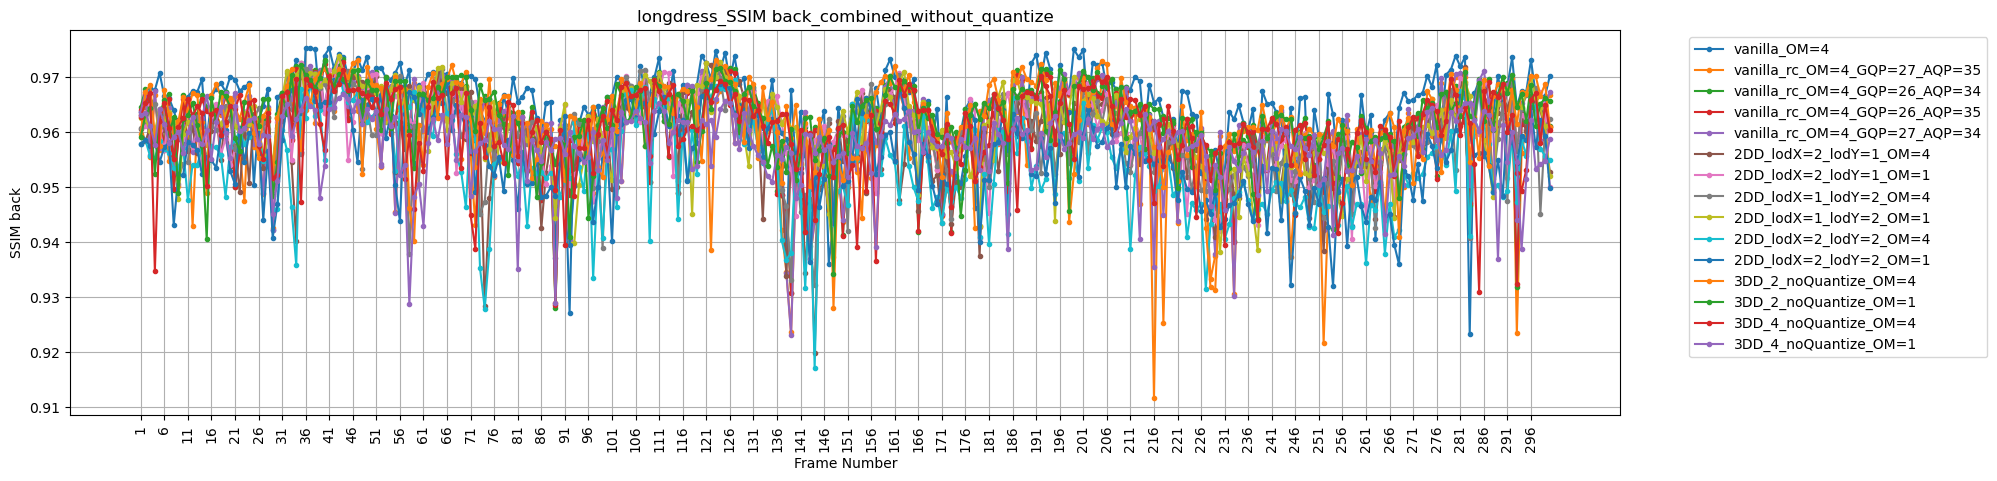 longdress_SSIM back_combined_without_quantize
SSIM back
0.97
0.96
0.95
0.94
0.93
0.92
0.91
1 6 11 16 21 26 31 36 41 46 51 56 61 66 71 76 81 86 91 96 101 106 111 116 121 126 131 136 141 146 151 156 161 166 171 176 181 186 191 196 201 206 211 216 221 226 231 236 241 246 251 256 261 266 271 276 281 286 291 296
Frame Number
vanilla_OM=4
vanilla_rc_OM=4_GQP=27_AQP=35
vanilla_rc_OM=4_GQP=26_AQP=34
vanilla_rc_OM=4_GQP=26_AQP=35
vanilla_rc_OM=4_GQP=27_AQP=34
2DD_lodX=2_lodY=1_OM=4
2DD_lodX=2_lodY=1_OM=1
2DD_lodX=1_lodY=2_OM=4
2DD_lodX=1_lodY=2_OM=1
2DD_lodX=2_lodY=2_OM=4
2DD_lodX=2_lodY=2_OM=1
3DD_2_noQuantize_OM=4
3DD_2_noQuantize_OM=1
3DD_4_noQuantize_OM=4
3DD_4_noQuantize_OM=1